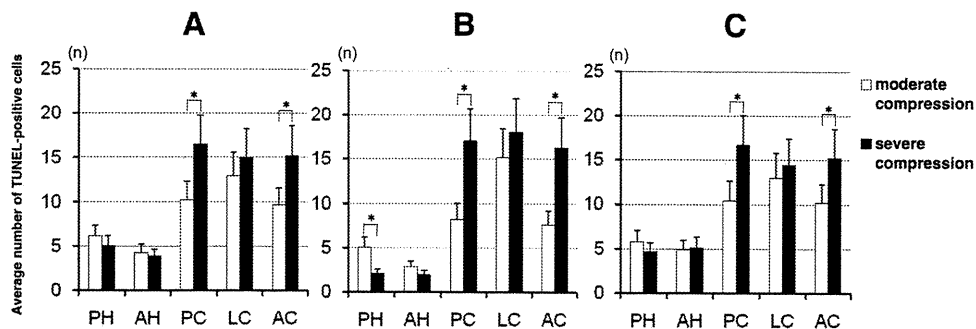 A
B
C
Average number of TUNEL-positive cells
(n)
25
20
15
10
5
0
*
*
PH AH PC LC AC
(n)
25
20
15
10
5
0
*
*
*
PH AH PC LC AC
(n)
25
20
15
10
5
0
*
*
PH AH PC LC AC
moderate
compression
severe
compression